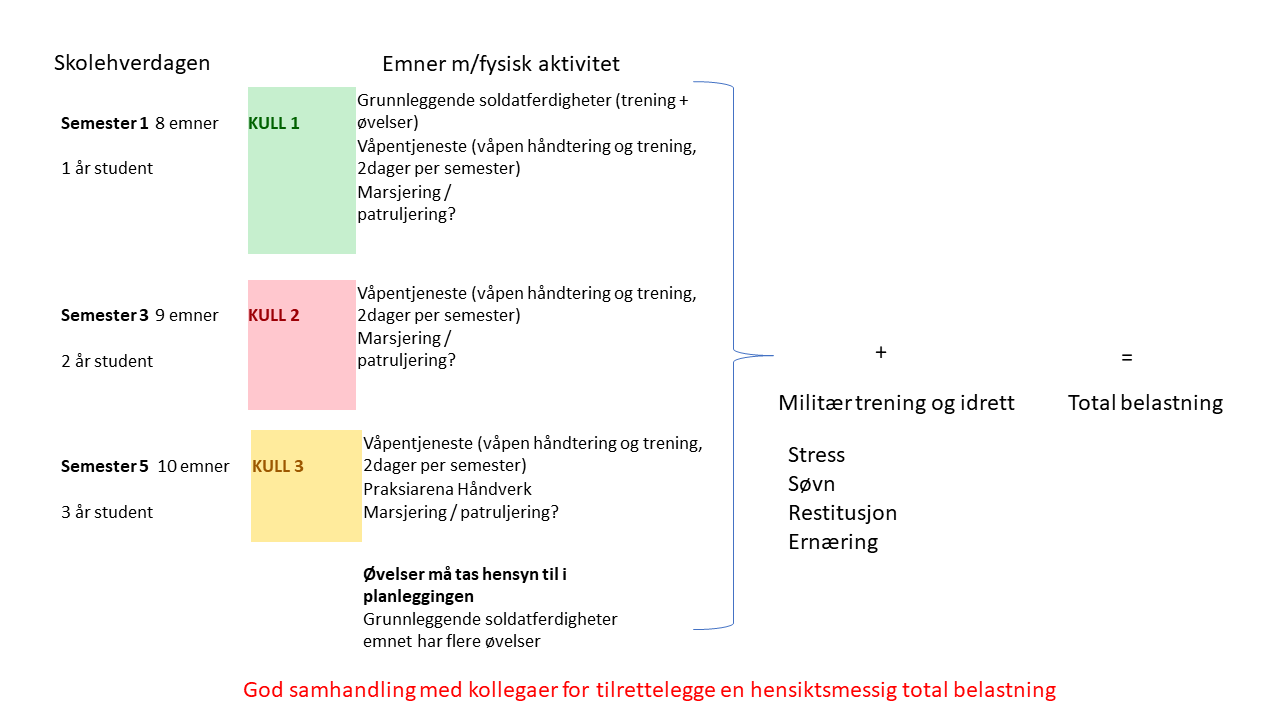 Skolehverdagen
Emner m/fysisk aktivitet
Semester 1 8 emner
1 år student
KULL 1
Grunnleggende soldatferdigheter (trening +
øvelser)
Våpentjeneste (våpen håndtering og trening,
2dager per semester)
Marsjering /
patruljering?
Semester 3 9 emner
2 år student
KULL 2
Våpentjeneste (våpen håndtering og trening,
2dager per semester)
Marsjering /
patruljering?
Semester 5 10 emner
3 år student
KULL 3
Våpentjeneste (våpen håndtering og trening,
2dager per semester)
Praksiarena Håndverk
Marsjering / patruljering?
Øvelser må tas hensyn til i
planleggingen
Grunnleggende soldatferdigheter
emnet har flere øvelser
+
Militær trening og idrett
Stress
Søvn
Restitusjon
Ernæring
=
Total belastning
God samhandling med kollegaer for tilrettelegge en hensiktsmessig total belastning